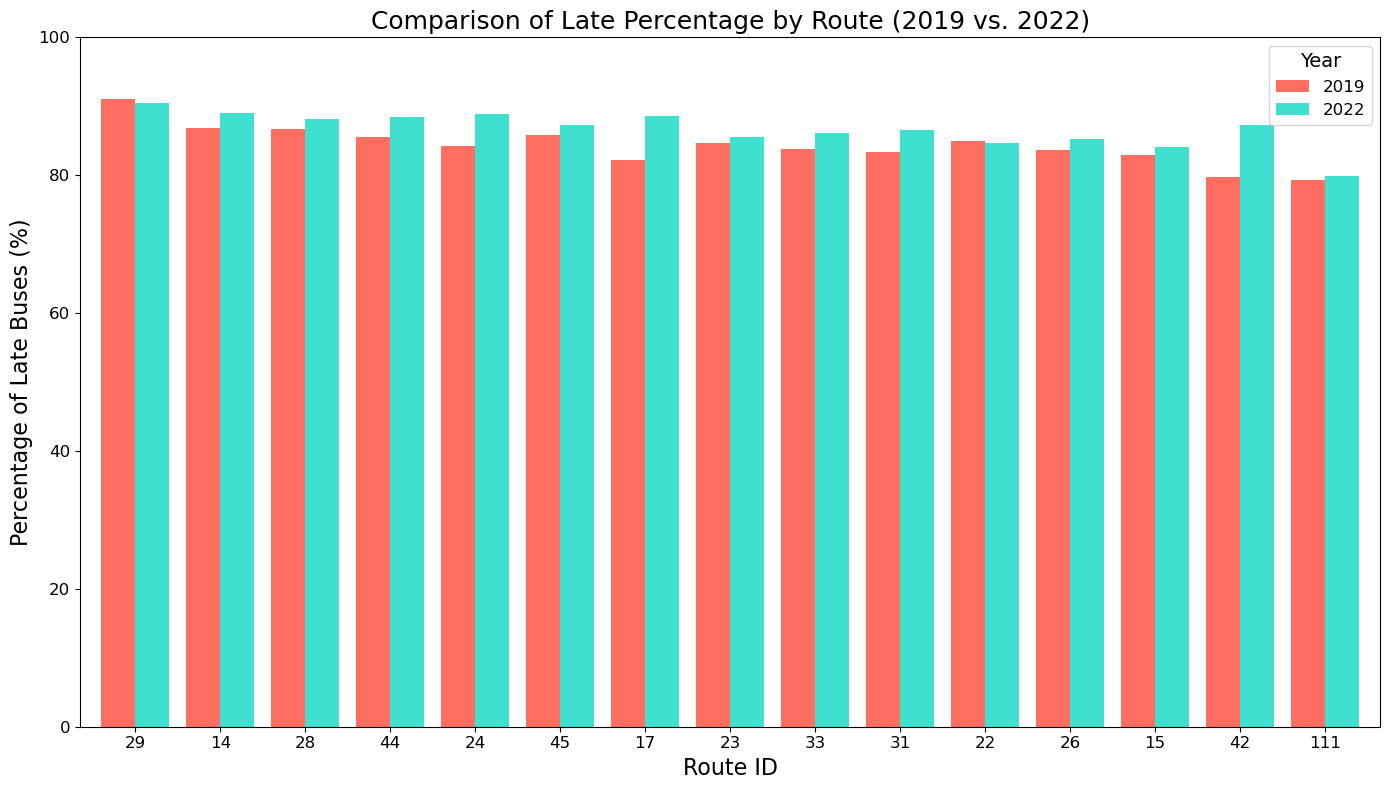 Comparison of Late Percentage by Route (2019 vs. 2022)
Year
2019
2022
Percentage of Late Buses (%)
100
80
60
40
20
0
29 14 28 44 24 45 17 23 33 31 22 26 15 42 111
Route ID